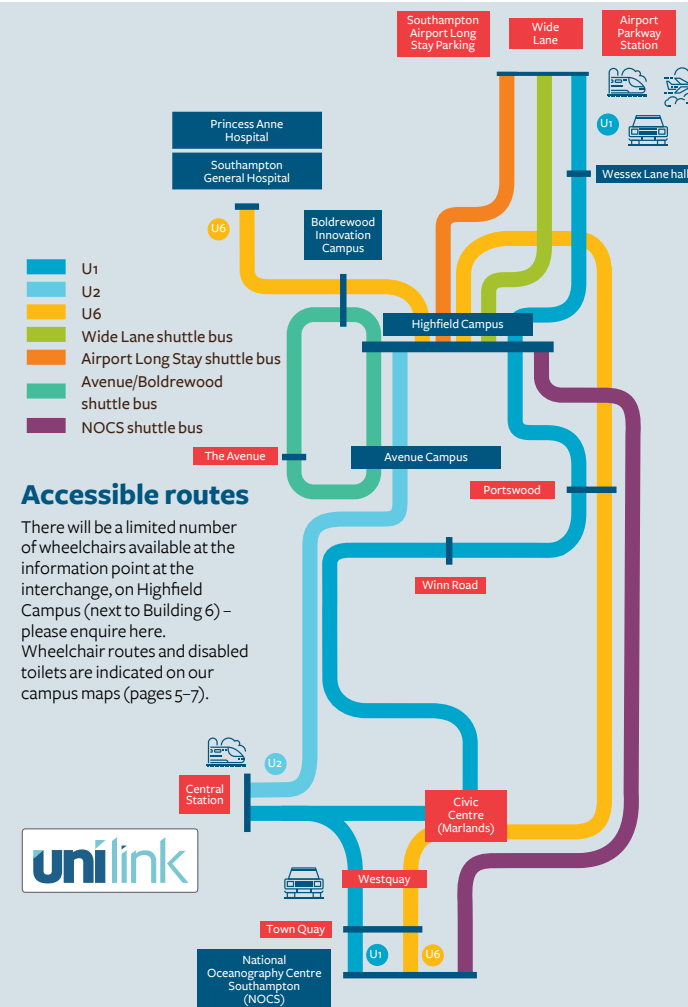 Southampton
Airport Long
Stay Parking
Wide
Lane
Airport
Parkway
Station
U1
Wessex Lane hall
Princess Anne
Hospital
Southampton
General Hospital
U6
Boldrewood
Innovation
Campus
Highfield Campus
U1
U2
U6
Wide Lane shuttle bus
Airport Long Stay shuttle bus
Avenue/Boldrewood
shuttle bus
NOCS shuttle bus
The Avenue
Avenue Campus
Portswood
Winn Road
Accessible routes
There will be a limited number
of wheelchairs available at the
information point at the
interchange, on Highfield
Campus (next to Building 6) –
please enquire here.
Wheelchair routes and disabled
toilets are indicated on our
campus maps (pages 5–7).
U2
Central
Station
Civic
Centre
(Marlands)
unilink
Westquay
Town Quay
U1
U6
National
Oceanography Centre
Southampton
(NOCS)